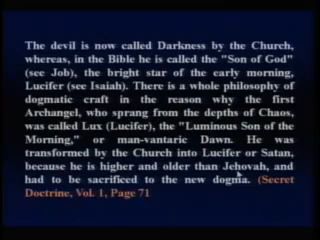 The devil is now called Darkness by the Church,
whereas, in the Bible he is called the "Son of God"
(see Job), the bright star of the early morning,
Lucifer (see Isaiah). There is a whole philosophy of
dogmatic craft in the reason why the first
Archangel, who sprang from the depths of Chaos,
was called Lux (Lucifer), the "Luminous Son of the
Morning," or man-vantaric Dawn. He was
transformed by the Church into Lucifer or Satan,
because he is higher and older than Jehovah, and
had to be sacrificed to the new dogma. (Secret
Doctrine, Vol. 1, Page 71